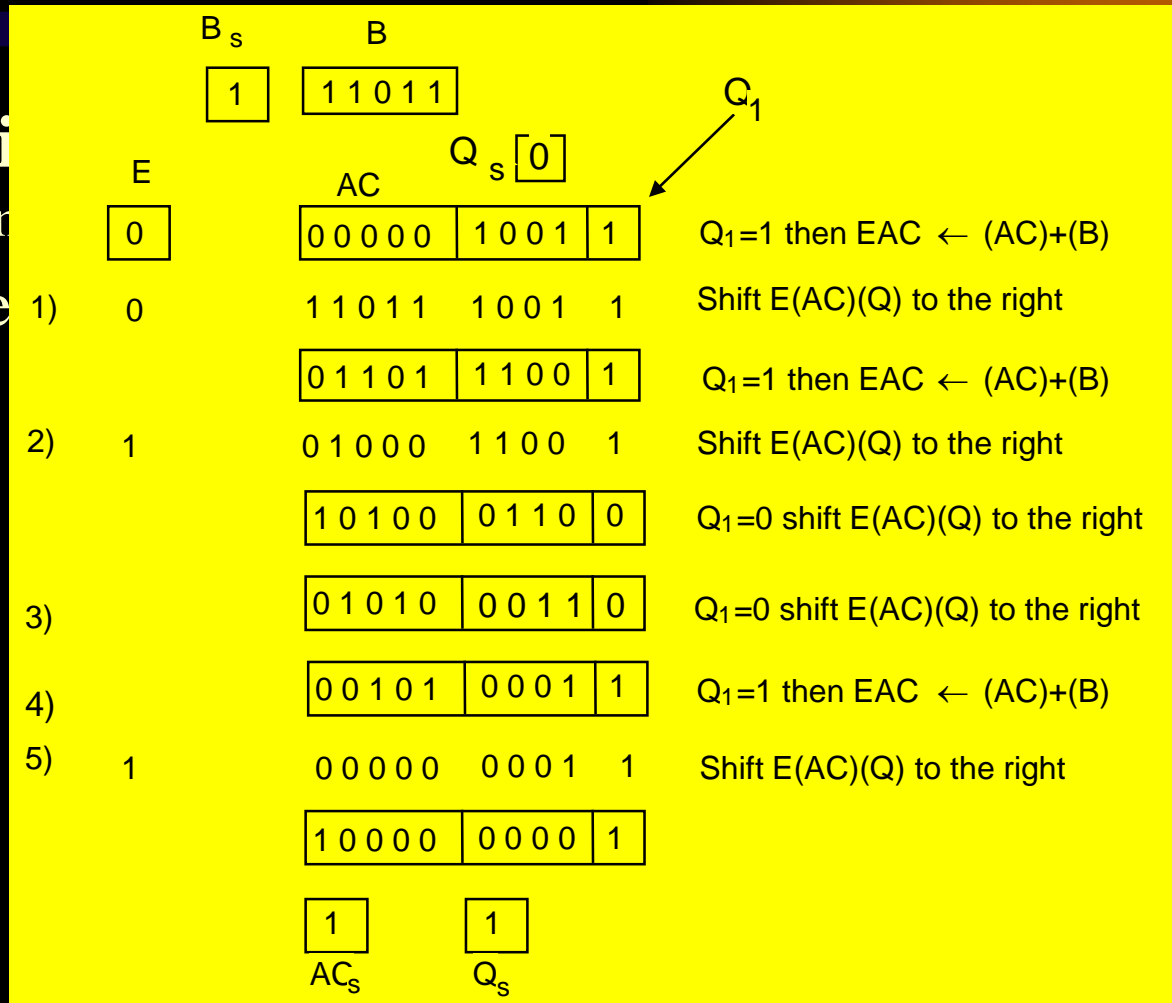 B s B
1 1 1 0 1 1
Q1
Q s 0
E AC
0 0 0 0 0 0 1 0 0 1 1 Q1=1 then EAC ← (AC)+(B)
1) 0 1 1 0 1 1 1 0 0 1 1 Shift E(AC)(Q) to the right
0 1 1 0 1 1 1 0 0 1 Q1=1 then EAC ← (AC)+(B)
2) 1 0 1 0 0 0 1 1 0 0 1 Shift E(AC)(Q) to the right
1 0 1 0 0 0 1 1 0 0 Q1=0 shift E(AC)(Q) to the right
3) 0 1 0 1 0 0 0 1 1 0 Q1=0 shift E(AC)(Q) to the right
4) 0 0 1 0 1 0 0 0 1 1 Q1=1 then EAC ← (AC)+(B)
5) 1 0 0 0 0 0 0 0 0 1 1 Shift E(AC)(Q) to the right
1 0 0 0 0 0 0 0 0 1
1 1
ACs Qs